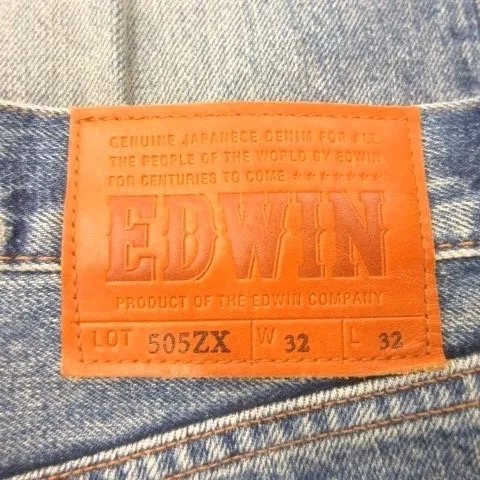 GENUINE JAPANESE DENIM FOR ALL
THE PEOPLE OF THE WORLD BY EDWIN
FOR CENTURIES TO COME ★★★★★★★
EDWIN
PRODUCT OF THE EDWIN COMPANY
LOT 505ZX W 32 L 32